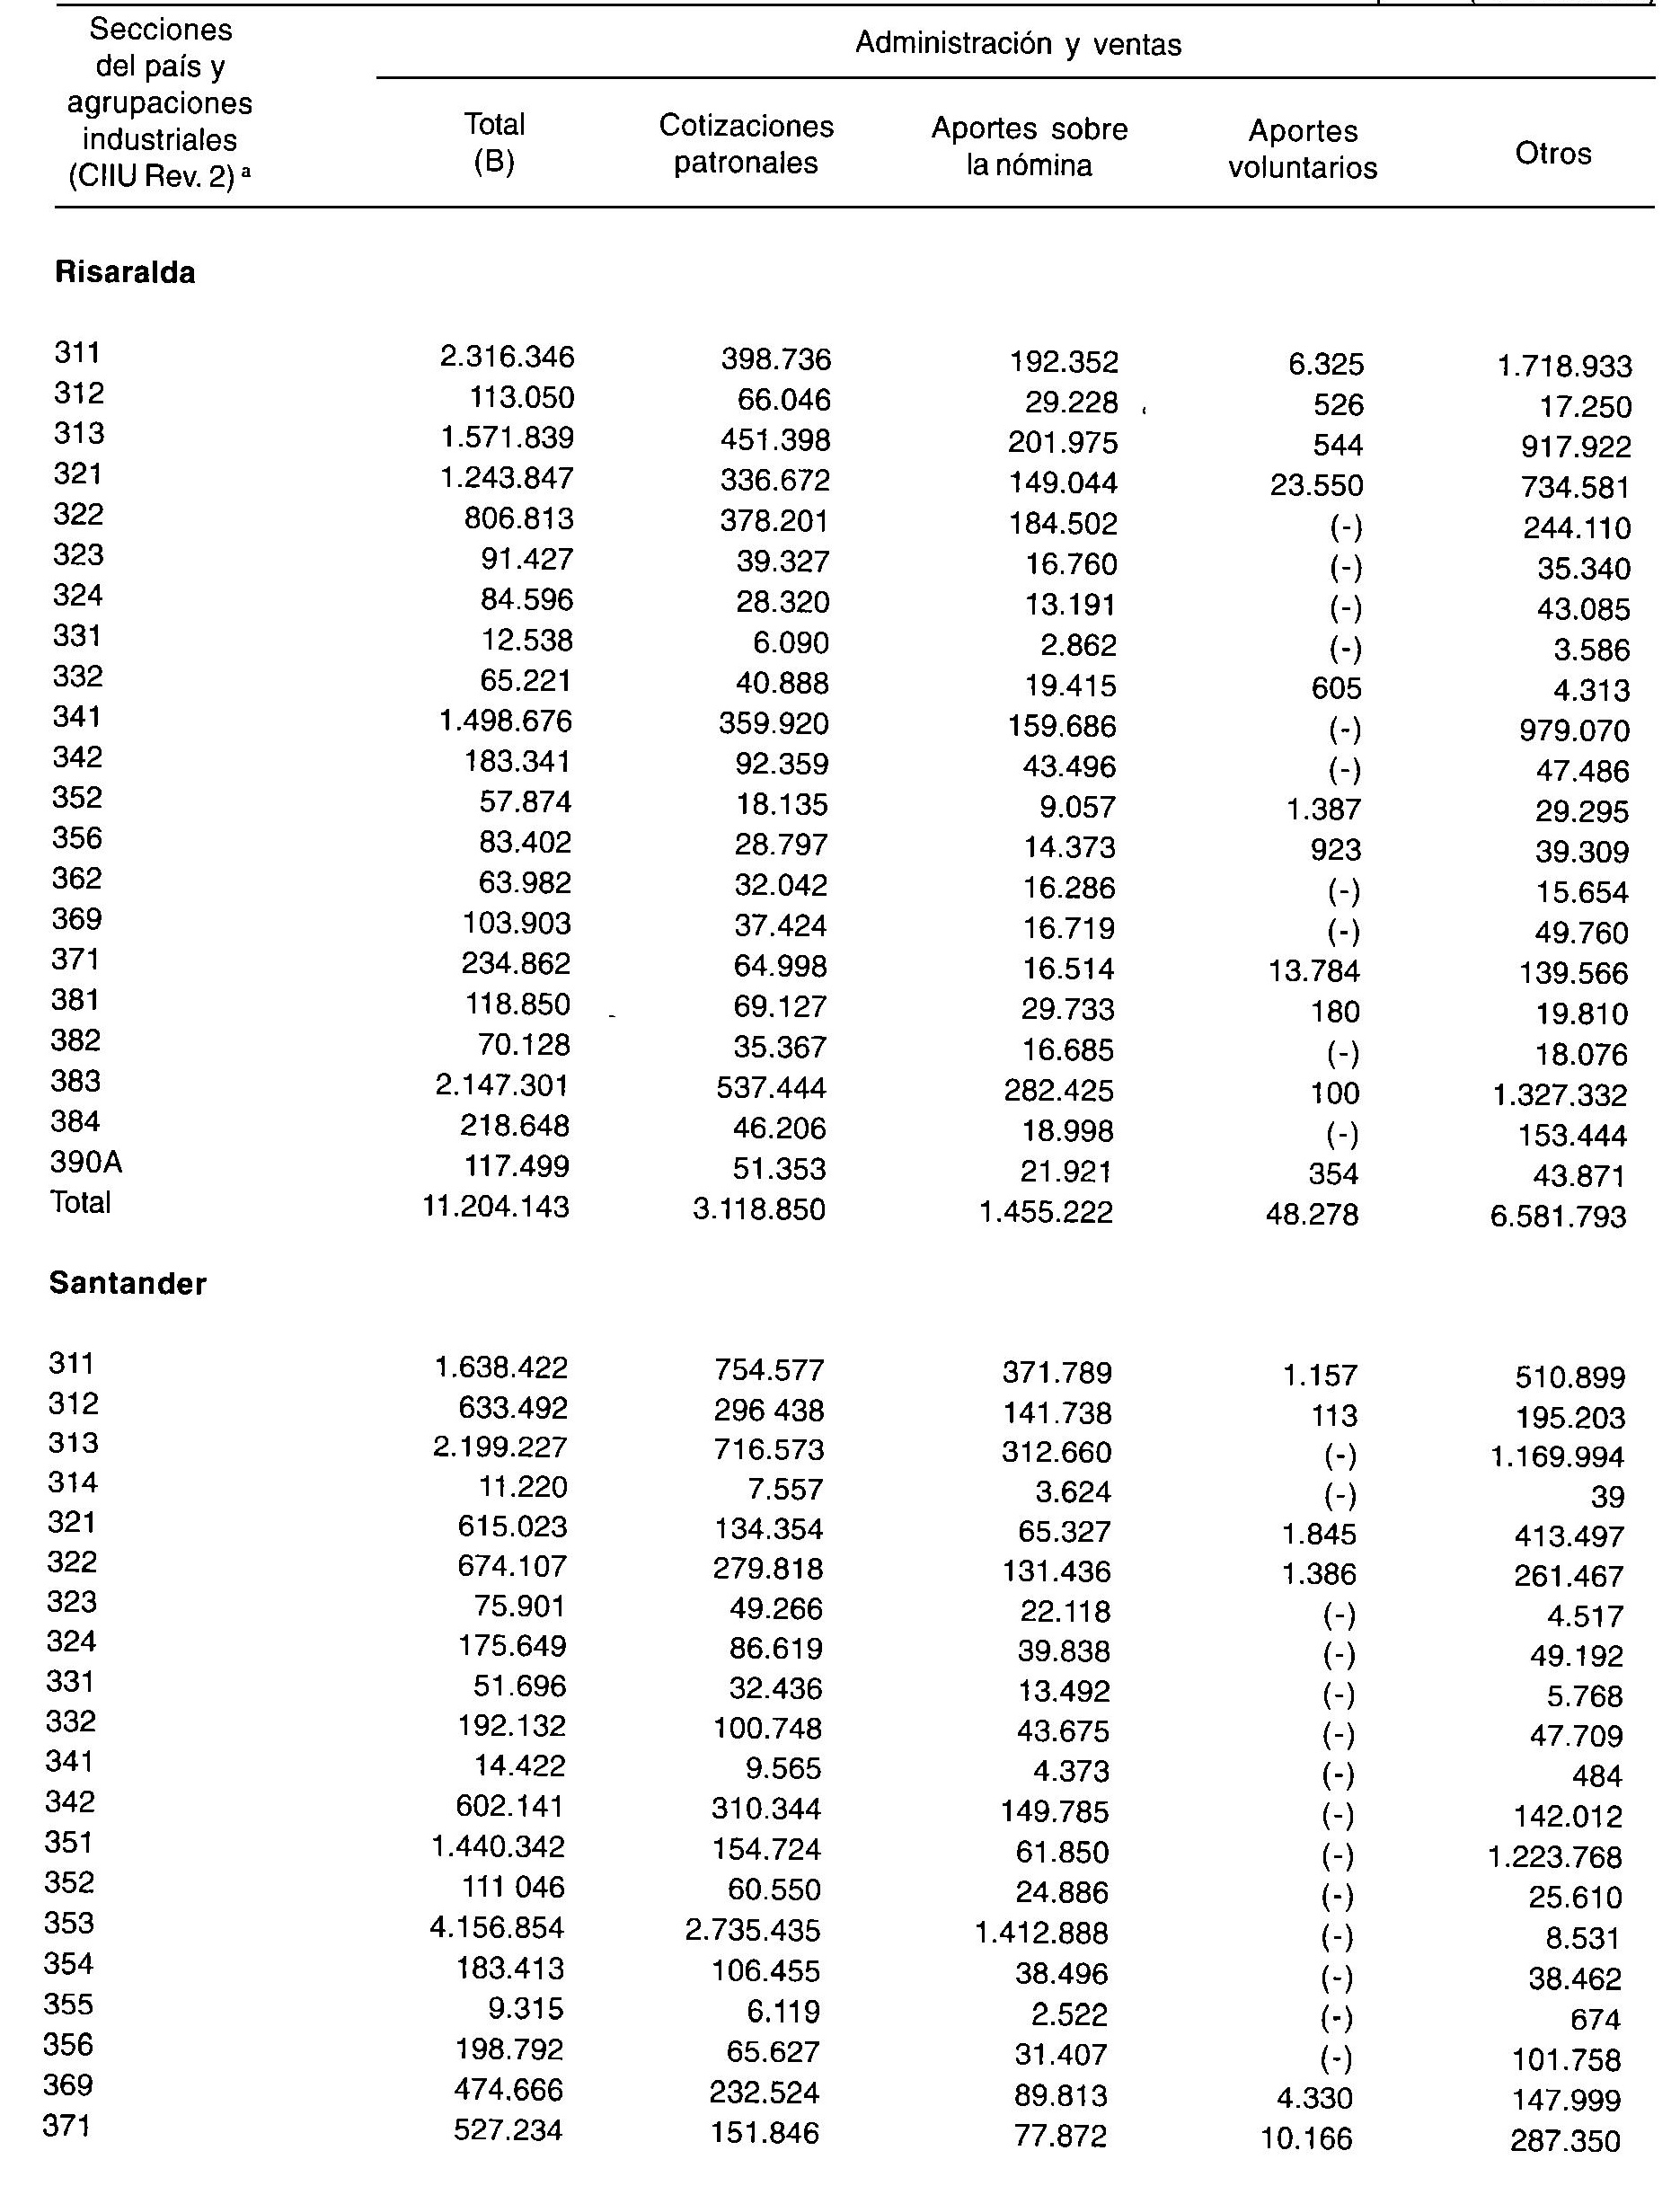 Secciones
del país y
agrupaciones
industriales
(CIIU Rev. 2) a
Administración y ventas
Total
(B)
Cotizaciones
patronales
Aportes sobre
la nómina
Aportes
voluntarios
Otros
Risaralda
311 2.316.346 398.736 192.352 6.325 1.718.933
312 113.050 66.046 29.228 526 17.250
313 1.571.839 451.398 201.975 544 917.922
321 1.243.847 336.672 149.044 23.550 734.581
322 806.813 378.201 184.502 (-) 244.110
323 91.427 39.327 16.760 (-) 35.340
324 84.596 28.320 13.191 (-) 43.085
331 12.538 6.090 2.862 (-) 3.586
332 65.221 40.888 19.415 605 4.313
341 1.498.676 359.920 159.686 (-) 979.070
342 183.341 92.359 43.496 (-) 47.486
352 57.874 18.135 9.057 1.387 29.295
356 83.402 28.797 14.373 923 39.309
362 63.982 32.042 16.286 (-) 15.654
369 103.903 37.424 16.719 (-) 49.760
371 234.862 64.998 16.514 13.784 139.566
381 118.850 69.127 29.733 180 19.810
382 70.128 35.367 16.685 (-) 18.076
383 2.147.301 537.444 282.425 100 1.327.332
384 218.648 46.206 18.998 (-) 153.444
390A 117.499 51.353 21.921 354 43.871
Total 11.204.143 3.118.850 1.455.222 48.278 6.581.793
Santander
311 1.638.422 754.577 371.789 1.157 510.899
312 633.492 296 438 141.738 113 195.203
313 2.199.227 716.573 312.660 (-) 1.169.994
314 11.220 7.557 3.624 (-) 39
321 615.023 134.354 65.327 1.845 413.497
322 674.107 279.818 131.436 1.386 261.467
323 75.901 49.266 22.118 (-) 4.517
324 175.649 86.619 39.838 (-) 49.192
331 51.696 32.436 13.492 (-) 5.768
332 192.132 100.748 43.675 (-) 47.709
341 14.422 9.565 4.373 (-) 484
342 602.141 310.344 149.785 (-) 142.012
351 1.440.342 154.724 61.850 (-) 1.223.768
352 111 046 60.550 24.886 (-) 25.610
353 4.156.854 2.735.435 1.412.888 (-) 8.531
354 183.413 106.455 38.496 (-) 38.462
355 9.315 6.119 2.522 (-) 674
356 198.792 65.627 31.407 (-) 101.758
369 474.666 232.524 89.813 4.330 147.999
371 527.234 151.846 77.872 10.166 287.350